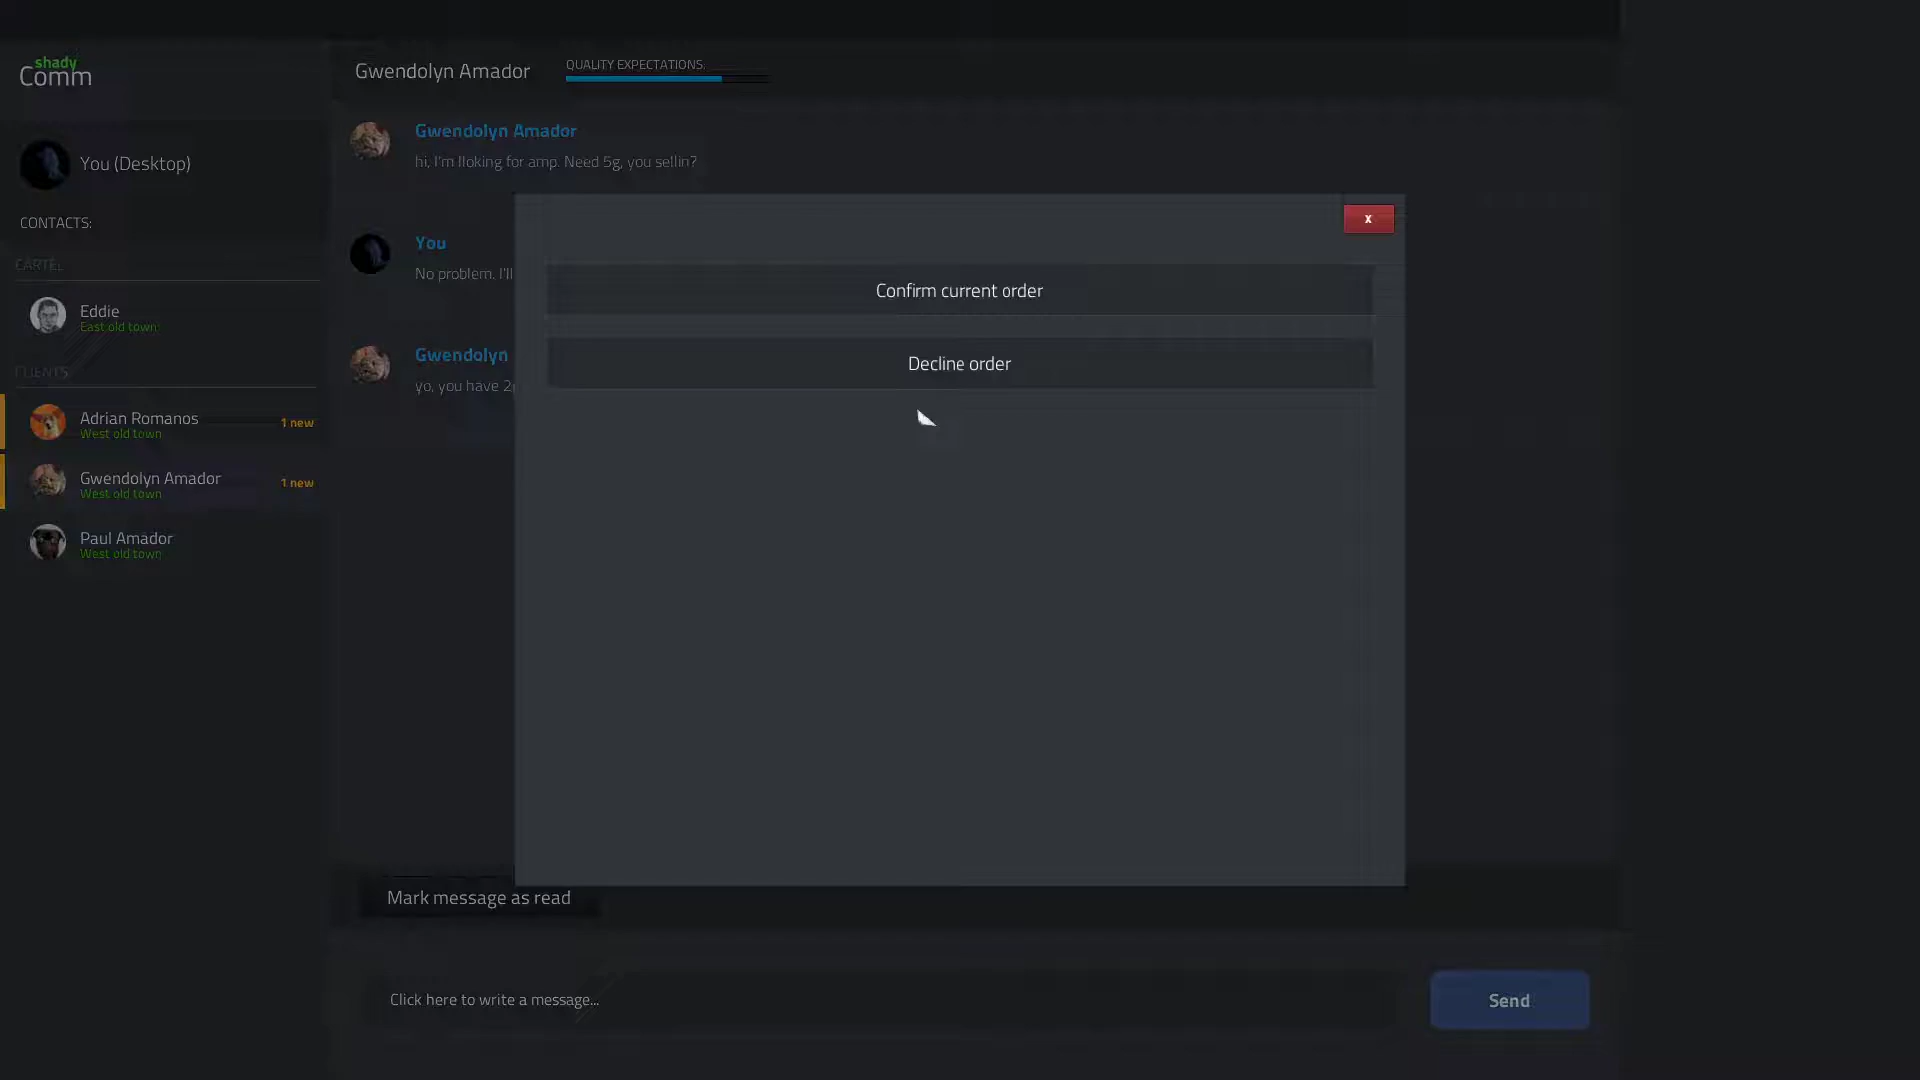 shady
Comm
You (Desktop)
CONTACTS:
CARTEL
Eddie
East old town
CLIENTS
Adrian Romanos
West old town
1 new
Gwendolyn Amador
West old town
1 new
Paul Amador
West old town
Gwendolyn Amador
QUALITY EXPECTATIONS:
Gwendolyn Amador
hi, I'm lloking for amp. Need 5g, you sellin?
You
No problem. I'll
Gwendolyn
yo, you have
x
Confirm current order
Decline order
Mark message as read
Click here to write a message...
Send